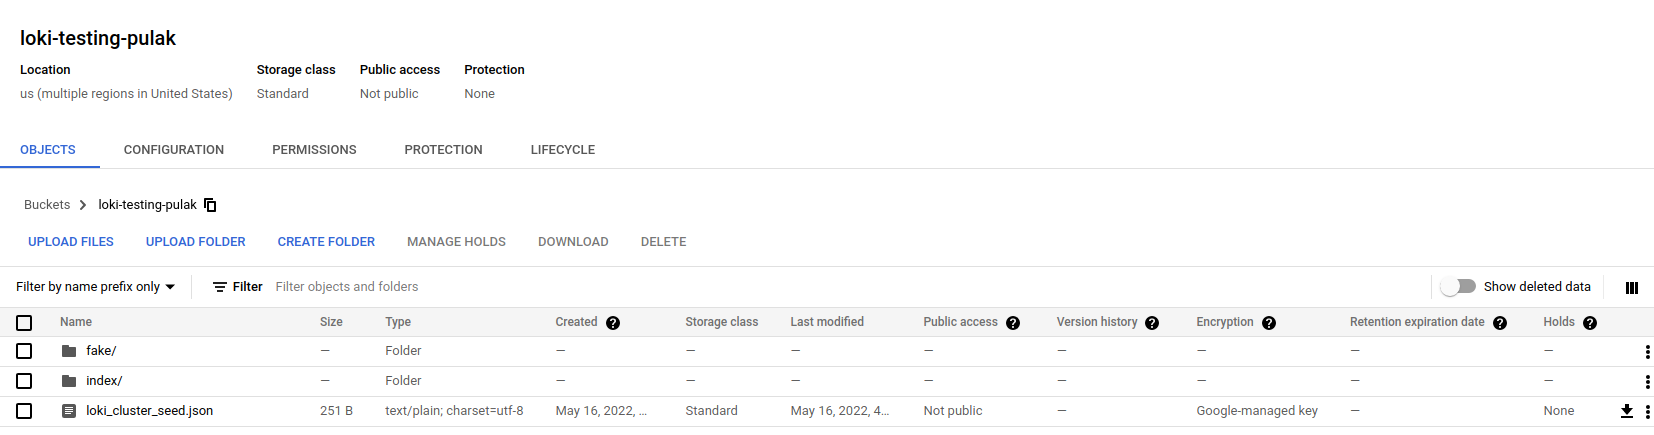 loki-testing-pulak
Location Storage class Public access Protection
us (multiple regions in United States) Standard Not public None
OBJECTS CONFIGURATION PERMISSIONS PROTECTION LIFECYCLE
Buckets > loki-testing-pulak
UPLOAD FILES UPLOAD FOLDER CREATE FOLDER MANAGE HOLDS DOWNLOAD DELETE
Filter by name prefix only Filter Filter objects and folders Show deleted data
Name Size Type Created ? Storage class Last modified Public access ? Version history ? Encryption ? Retention expiration date ? Holds ?
fake/ — Folder — — — — — — — —
index/ — Folder — — — — — — — —
loki_cluster_seed.json 251 B text/plain; charset=utf-8 May 16, 2022, ... Standard May 16, 2022, 4... Not public — Google-managed key — None